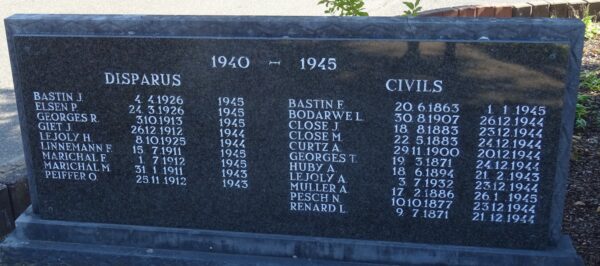 1940 - 1945
DISPARUS
BASTIN J. 4.4.1926 1945
ELSEN P. 24.3.1926 1945
GEORGES R. 3.10.1913 1945
GIET J. 26.12.1912 1944
LEJOLY H. 8.10.1925 1944
LINNEMANN F. 15.7.1911 1945
MARICHAL F. 1.7.1912 1945
MARICHAL M. 31.1.1911 1943
PEIFFER O. 25.11.1912 1943
CIVILS
BASTIN F. 20.6.1863 1.1.1945
BODARWE L. 30.8.1907 26.12.1944
CLOSE J. 18.8.1883 23.12.1944
CLOSE M. 22.5.1883 24.12.1944
CURTZ A. 29.11.1900 20.12.1944
GEORGES T. 19.3.1871 24.12.1944
HUBY A. 18.6.1894 21.2.1943
LEJOLY A. 3.7.1932 23.12.1944
MULLER A. 17.2.1886 26.1.1945
PESCH N. 10.10.1877 23.12.1944
RENARD L. 9.7.1871 21.12.1944